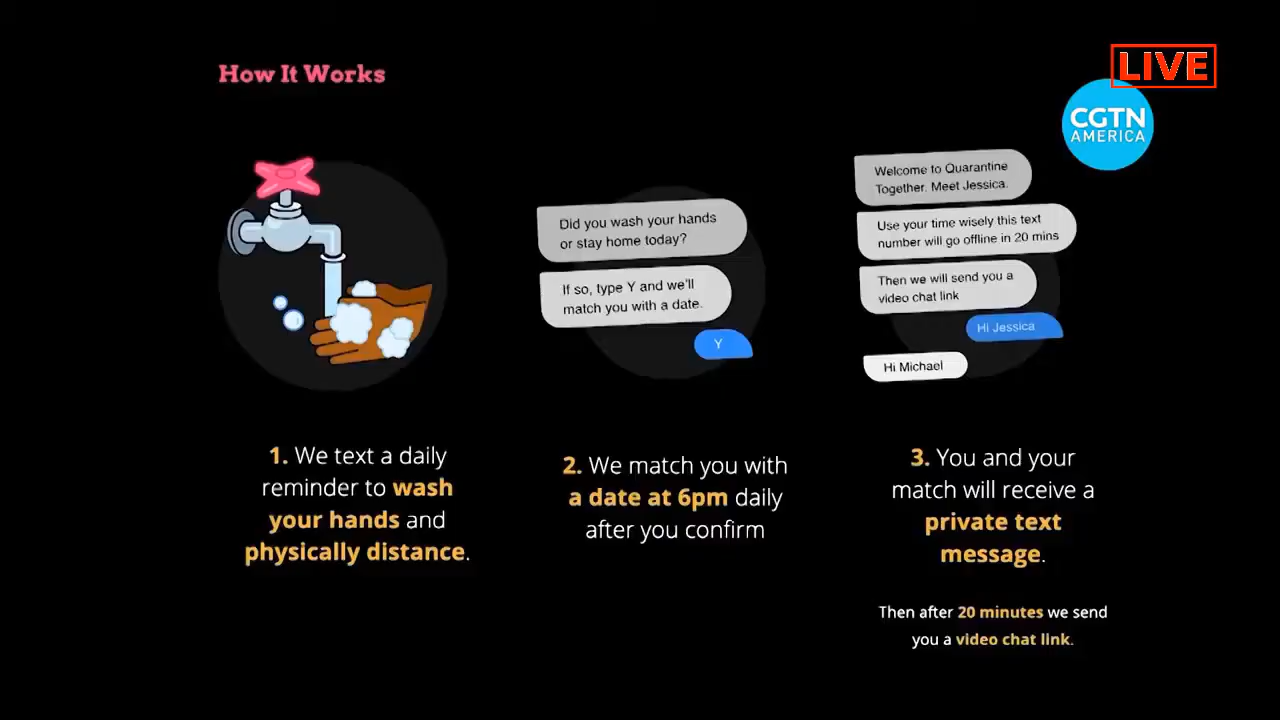 How It Works
LIVE
CGTN
AMERICA
Did you wash your hands
or stay home today?
If so, type Y and we'll
match you with a date.
Y
Welcome to Quarantine
Together. Meet Jessica.
Use your time wisely this text
number will go offline in 20 mins
Then we will send you a
video chat link
Hi Jessica
Hi Michael
1. We text a daily
reminder to wash
your hands and
physically distance.
2. We match you with
a date at 6pm daily
after you confirm
3. You and your
match will receive a
private text
message.
Then after 20 minutes we send
you a video chat link.